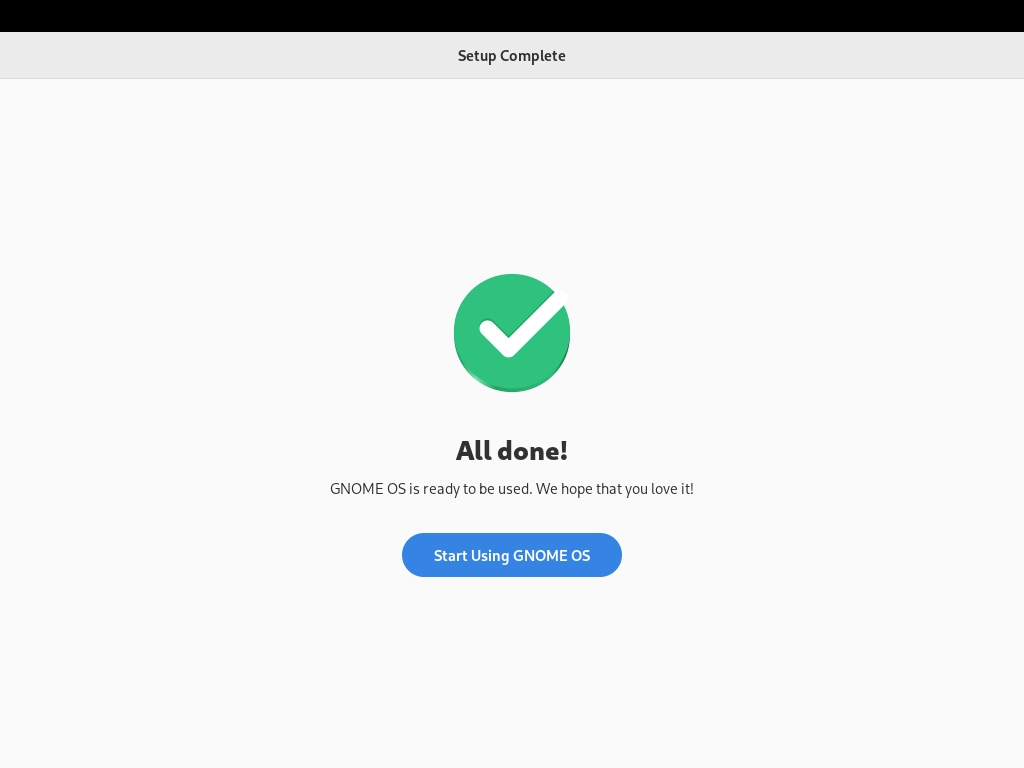 Setup Complete
All done!
GNOME OS is ready to be used. We hope that you love it!
Start Using GNOME OS